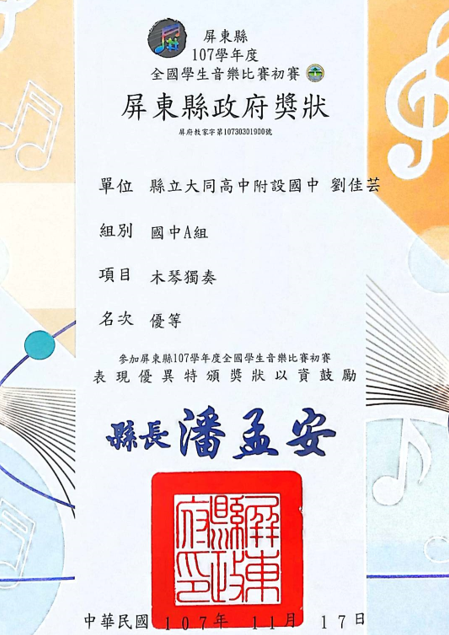 屏東縣
107學年度
全國學生音樂比賽初賽
屏東縣政府獎狀
屏府教家字第10730301900號
單位 縣立大同高中附設國中 劉佳芸
組別 國中A組
項目 木琴獨奏
名次 優等
參加屏東縣107學年度全國學生音樂比賽初賽
表現優異特頒獎狀以資鼓勵
縣長 潘孟安
屏東縣政府印
中華民國 107年 11月 17日